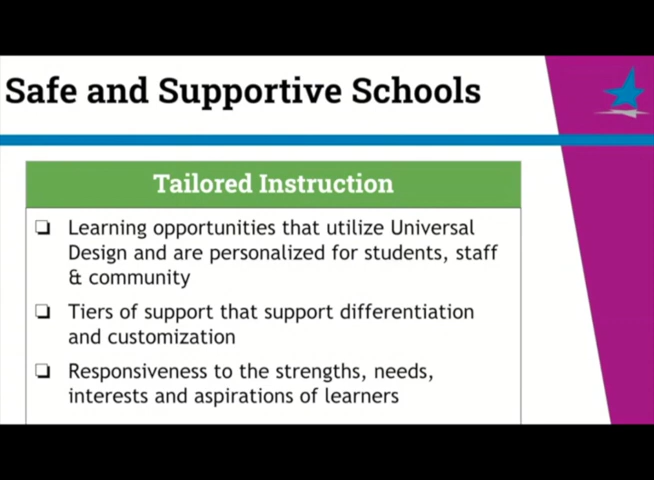 Safe and Supportive Schools
Tailored Instruction
❏ Learning opportunities that utilize Universal
Design and are personalized for students, staff
& community
❏ Tiers of support that support differentiation
and customization
❏ Responsiveness to the strengths, needs,
interests and aspirations of learners